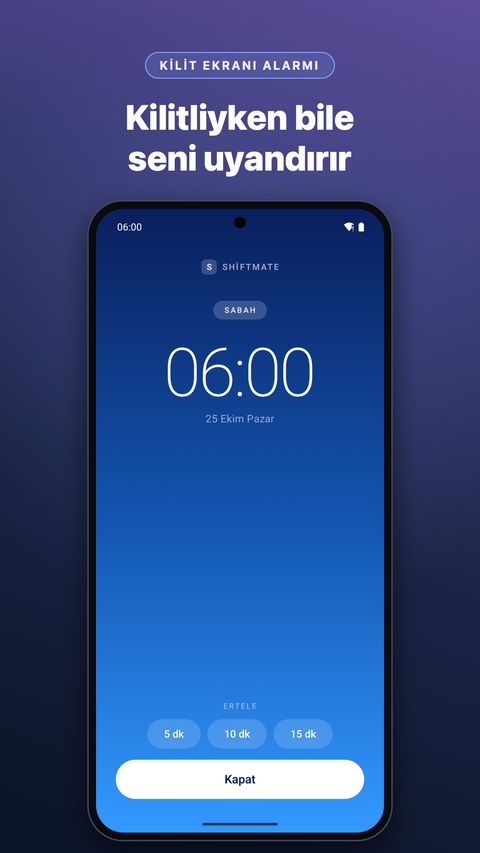 KİLİT EKRANI ALARMI
Kilitliyken bile
seni uyandırır
06:00
S SHİFTMATE
SABAH
06:00
25 Ekim Pazar
ERTELE
5 dk 10 dk 15 dk
Kapat